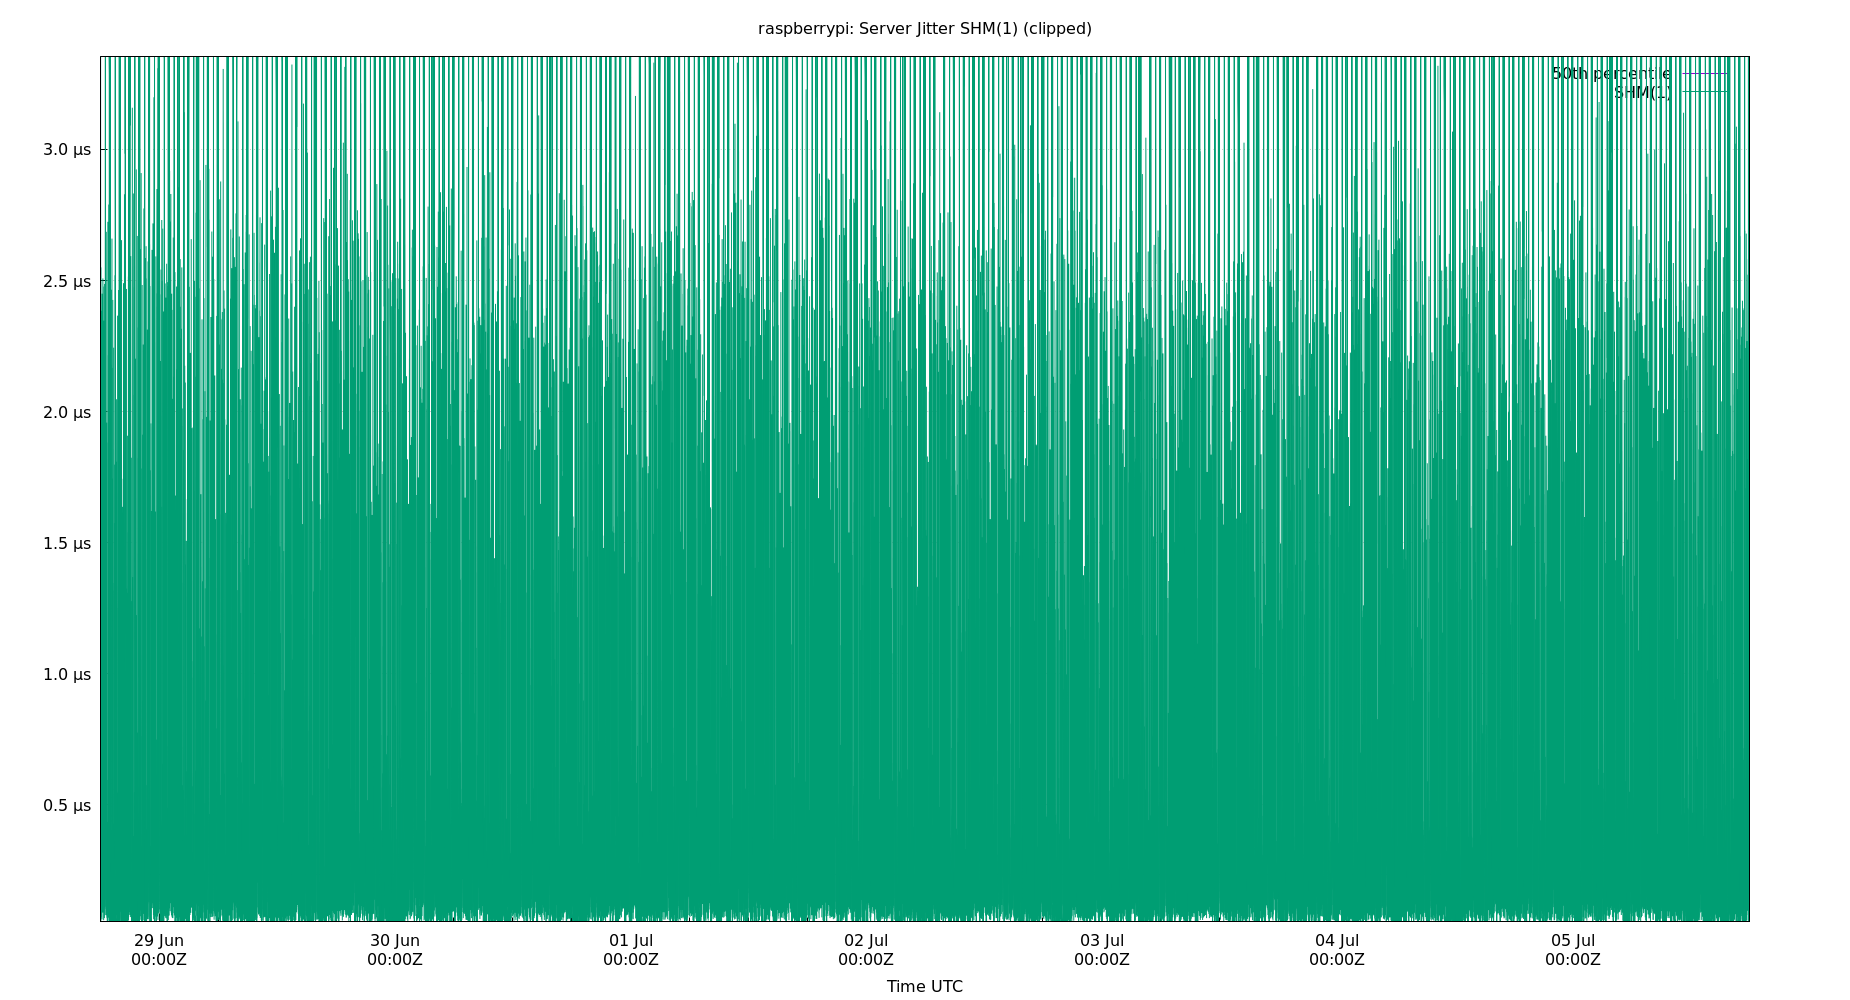 raspberrypi: Server Jitter SHM(1) (clipped)
50th percentile
SHM(1)
3.0 µs
2.5 µs
2.0 µs
1.5 µs
1.0 µs
0.5 µs
29 Jun 30 Jun 01 Jul 02 Jul 03 Jul 04 Jul 05 Jul
00:00Z 00:00Z 00:00Z 00:00Z 00:00Z 00:00Z 00:00Z
Time UTC